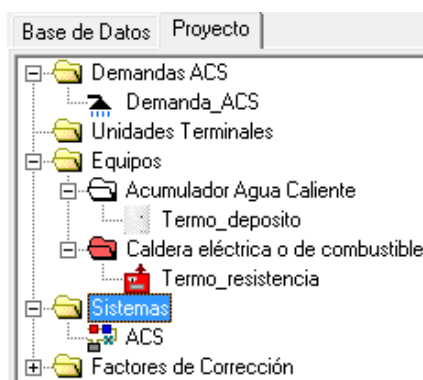 Base de Datos Proyecto
Demandas ACS
Demanda_ACS
Unidades Terminales
Equipos
Acumulador Agua Caliente
Termo_deposito
Caldera eléctrica o de combustible
Termo_resistencia
Sistemas
ACS
Factores de Corrección